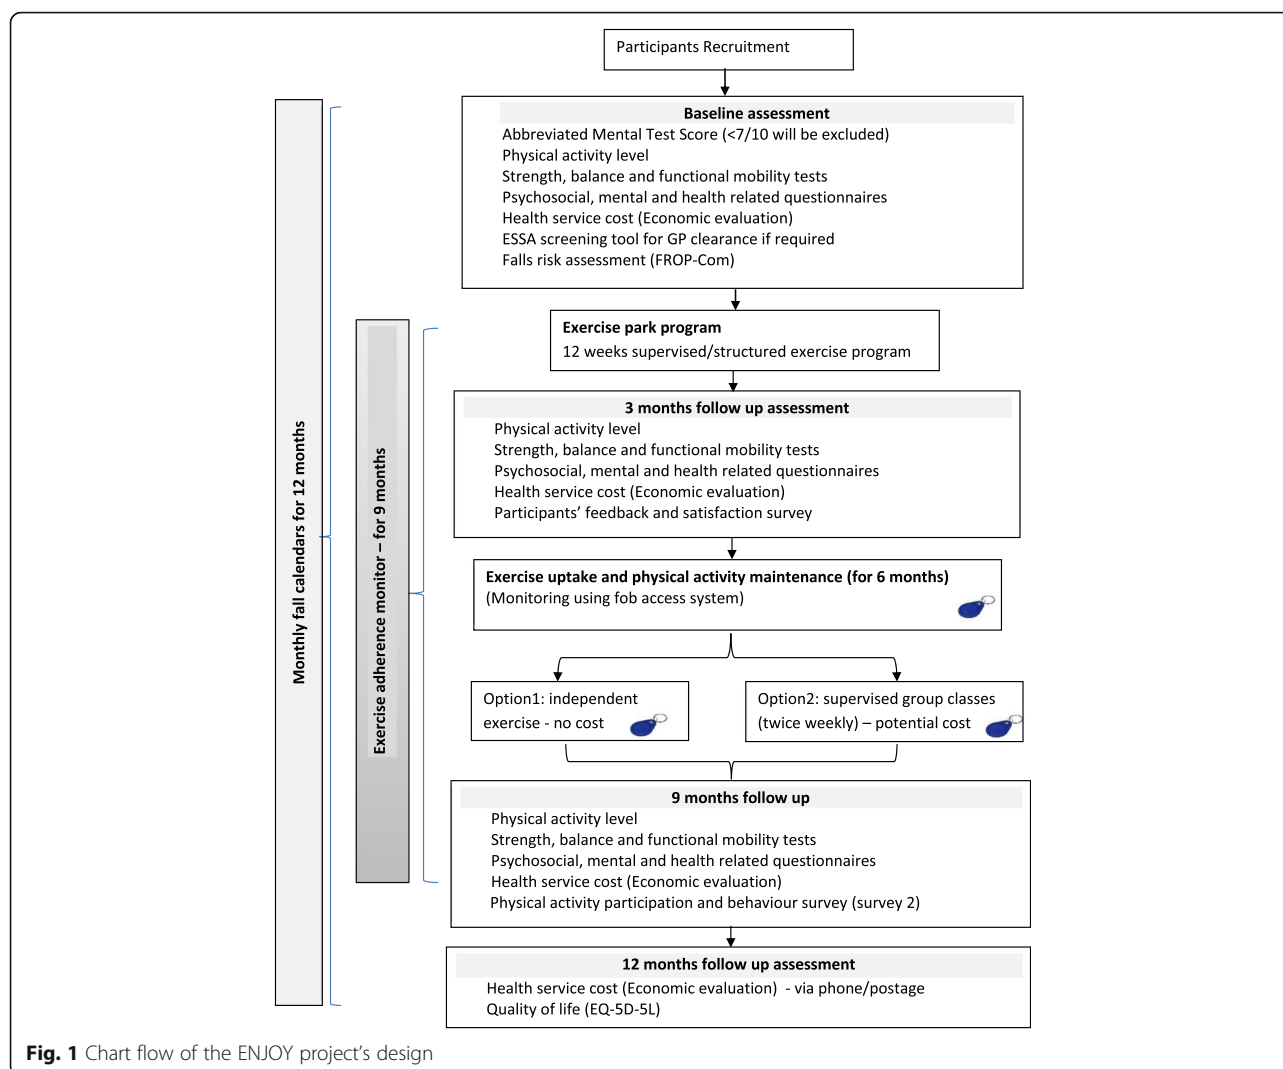 Participants Recruitment
Baseline assessment
Abbreviated Mental Test Score (<7/10 will be excluded)
Physical activity level
Strength, balance and functional mobility tests
Psychosocial, mental and health related questionnaires
Health service cost (Economic evaluation)
ESSA screening tool for GP clearance if required
Falls risk assessment (FROP-Com)
Monthly fall calendars for 12 months
Exercise adherence monitor – for 9 months
Exercise park program
12 weeks supervised/structured exercise program
3 months follow up assessment
Physical activity level
Strength, balance and functional mobility tests
Psychosocial, mental and health related questionnaires
Health service cost (Economic evaluation)
Participants’ feedback and satisfaction survey
Exercise uptake and physical activity maintenance (for 6 months)
(Monitoring using fob access system)
Option1: independent
exercise - no cost
Option2: supervised group classes
(twice weekly) – potential cost
9 months follow up
Physical activity level
Strength, balance and functional mobility tests
Psychosocial, mental and health related questionnaires
Health service cost (Economic evaluation)
Physical activity participation and behaviour survey (survey 2)
12 months follow up assessment
Health service cost (Economic evaluation)  - via phone/postage
Quality of life (EQ-5D-5L)
Fig. 1 Chart flow of the ENJOY project’s design